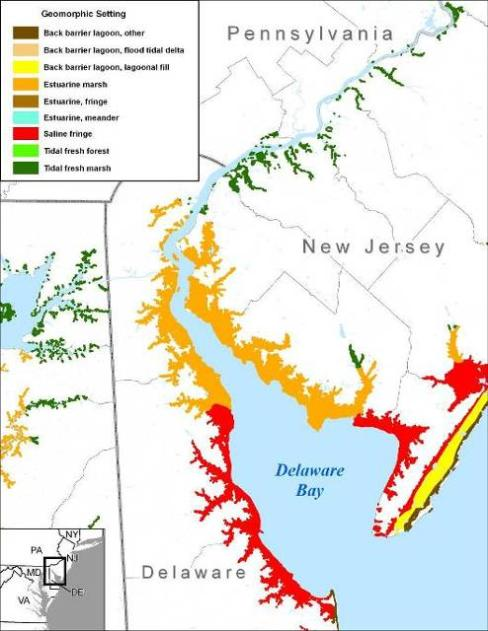 Geomorphic Setting
Back barrier lagoon, other
Back barrier lagoon, flood tidal delta
Back barrier lagoon, lagoonal fill
Estuarine marsh
Estuarine, fringe
Estuarine, meander
Saline fringe
Tidal fresh forest
Tidal fresh marsh
Pennsylvania
New Jersey
Delaware
Bay
Delaware
NY
PA
NJ
MD
DE
VA